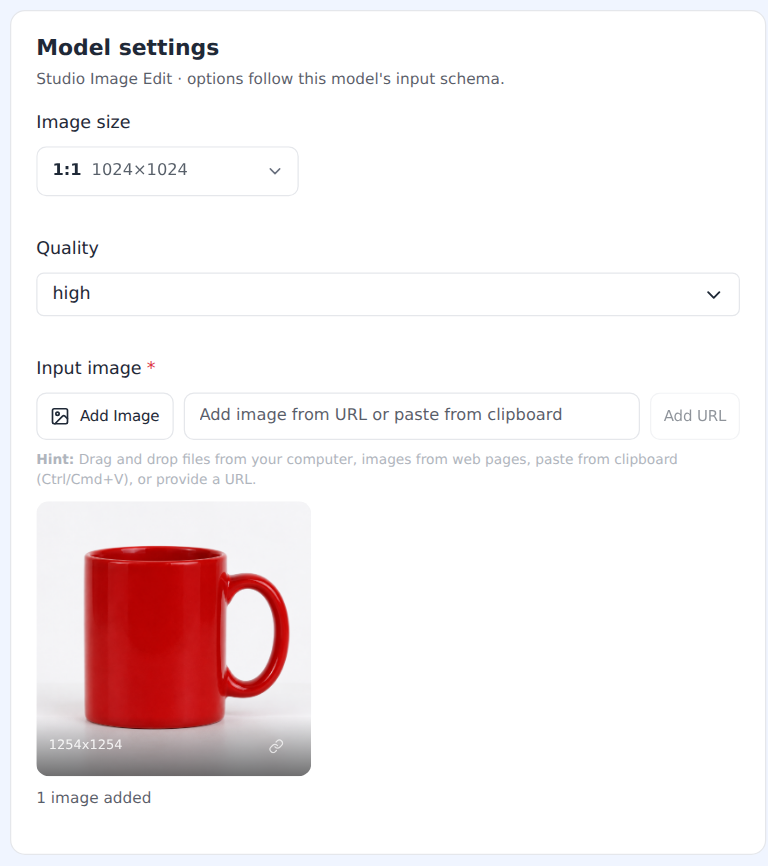 Model settings
Studio Image Edit · options follow this model's input schema.
Image size
1:1 1024×1024
Quality
high
Input image *
Add Image
Add image from URL or paste from clipboard
Add URL
Hint: Drag and drop files from your computer, images from web pages, paste from clipboard
(Ctrl/Cmd+V), or provide a URL.
1254x1254
1 image added